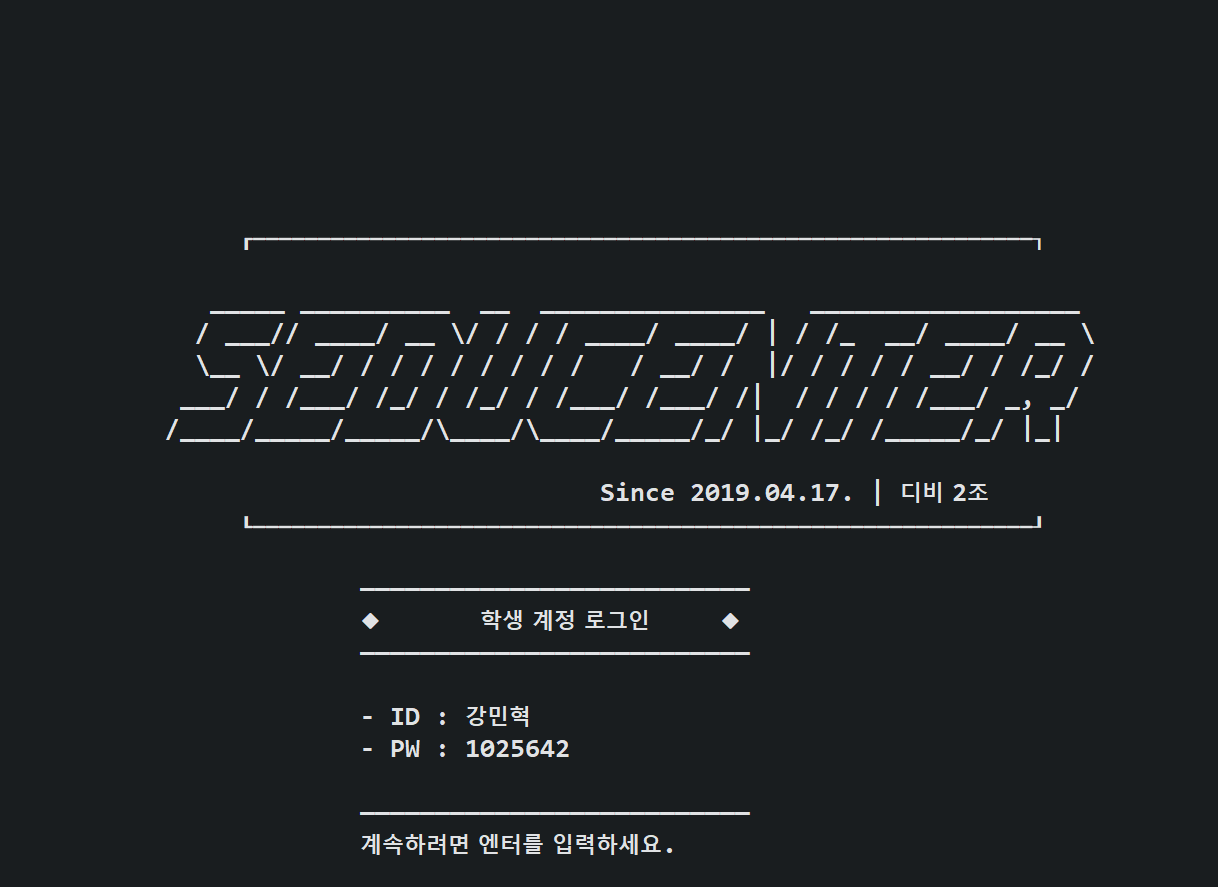 SEDUCENTER
Since 2019.04.17. | 디비 2조
◆ 학생 계정 로그인 ◆
- ID : 강민혁
- PW : 1025642
계속하려면 엔터를 입력하세요.